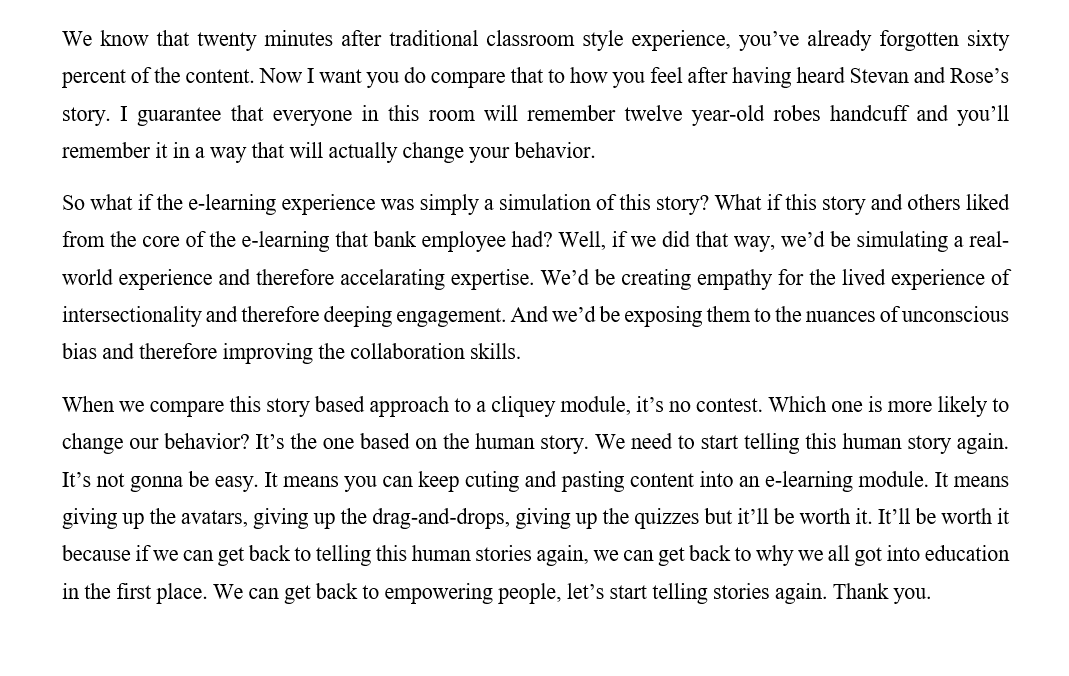 We know that twenty minutes after traditional classroom style experience, you’ve already forgotten sixty
percent of the content. Now I want you do compare that to how you feel after having heard Stevan and Rose’s
story. I guarantee that everyone in this room will remember twelve year-old robes handcuff and you’ll
remember it in a way that will actually change your behavior.
So what if the e-learning experience was simply a simulation of this story? What if this story and others liked
from the core of the e-learning that bank employee had? Well, if we did that way, we’d be simulating a real-
world experience and therefore accelarating expertise. We’d be creating empathy for the lived experience of
intersectionality and therefore deeping engagement. And we’d be exposing them to the nuances of unconscious
bias and therefore improving the collaboration skills.
When we compare this story based approach to a cliquey module, it’s no contest. Which one is more likely to
change our behavior? It’s the one based on the human story. We need to start telling this human story again.
It’s not gonna be easy. It means you can keep cuting and pasting content into an e-learning module. It means
giving up the avatars, giving up the drag-and-drops, giving up the quizzes but it’ll be worth it. It’ll be worth it
because if we can get back to telling this human stories again, we can get back to why we all got into education
in the first place. We can get back to empowering people, let’s start telling stories again. Thank you.